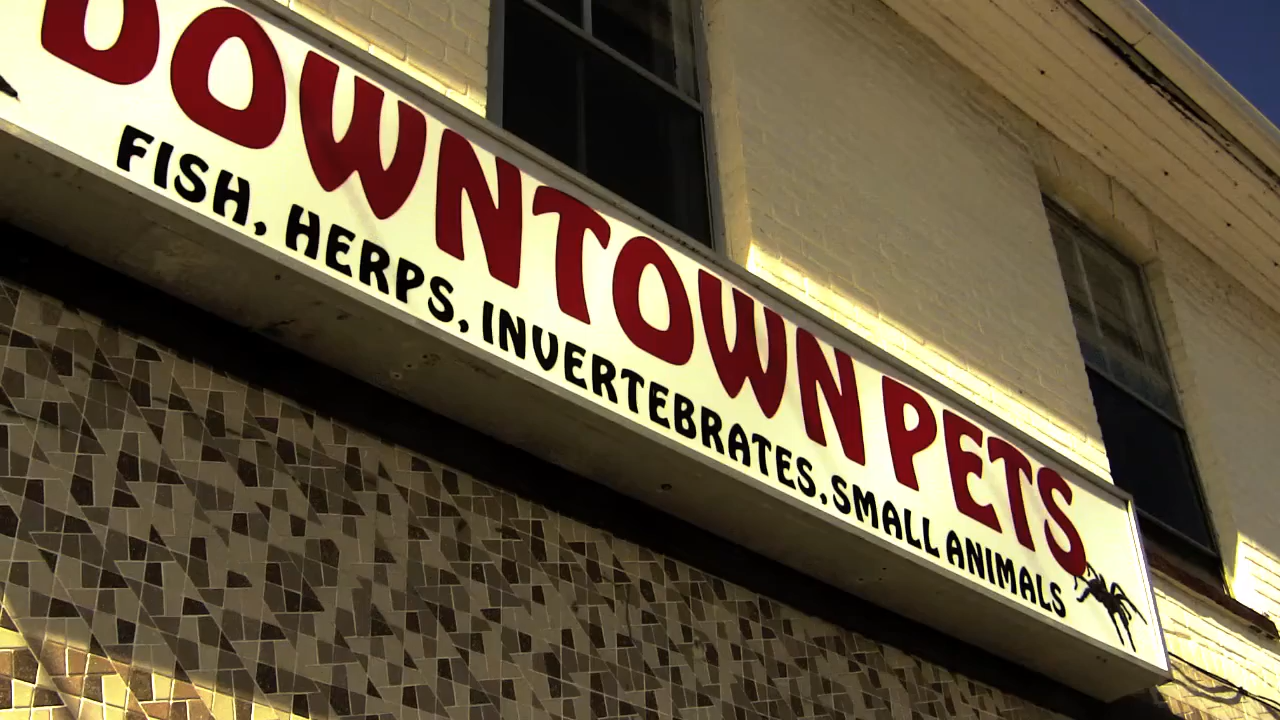 DOWNTOWN PETS
FISH, HERPS, INVERTEBRATES, SMALL ANIMALS